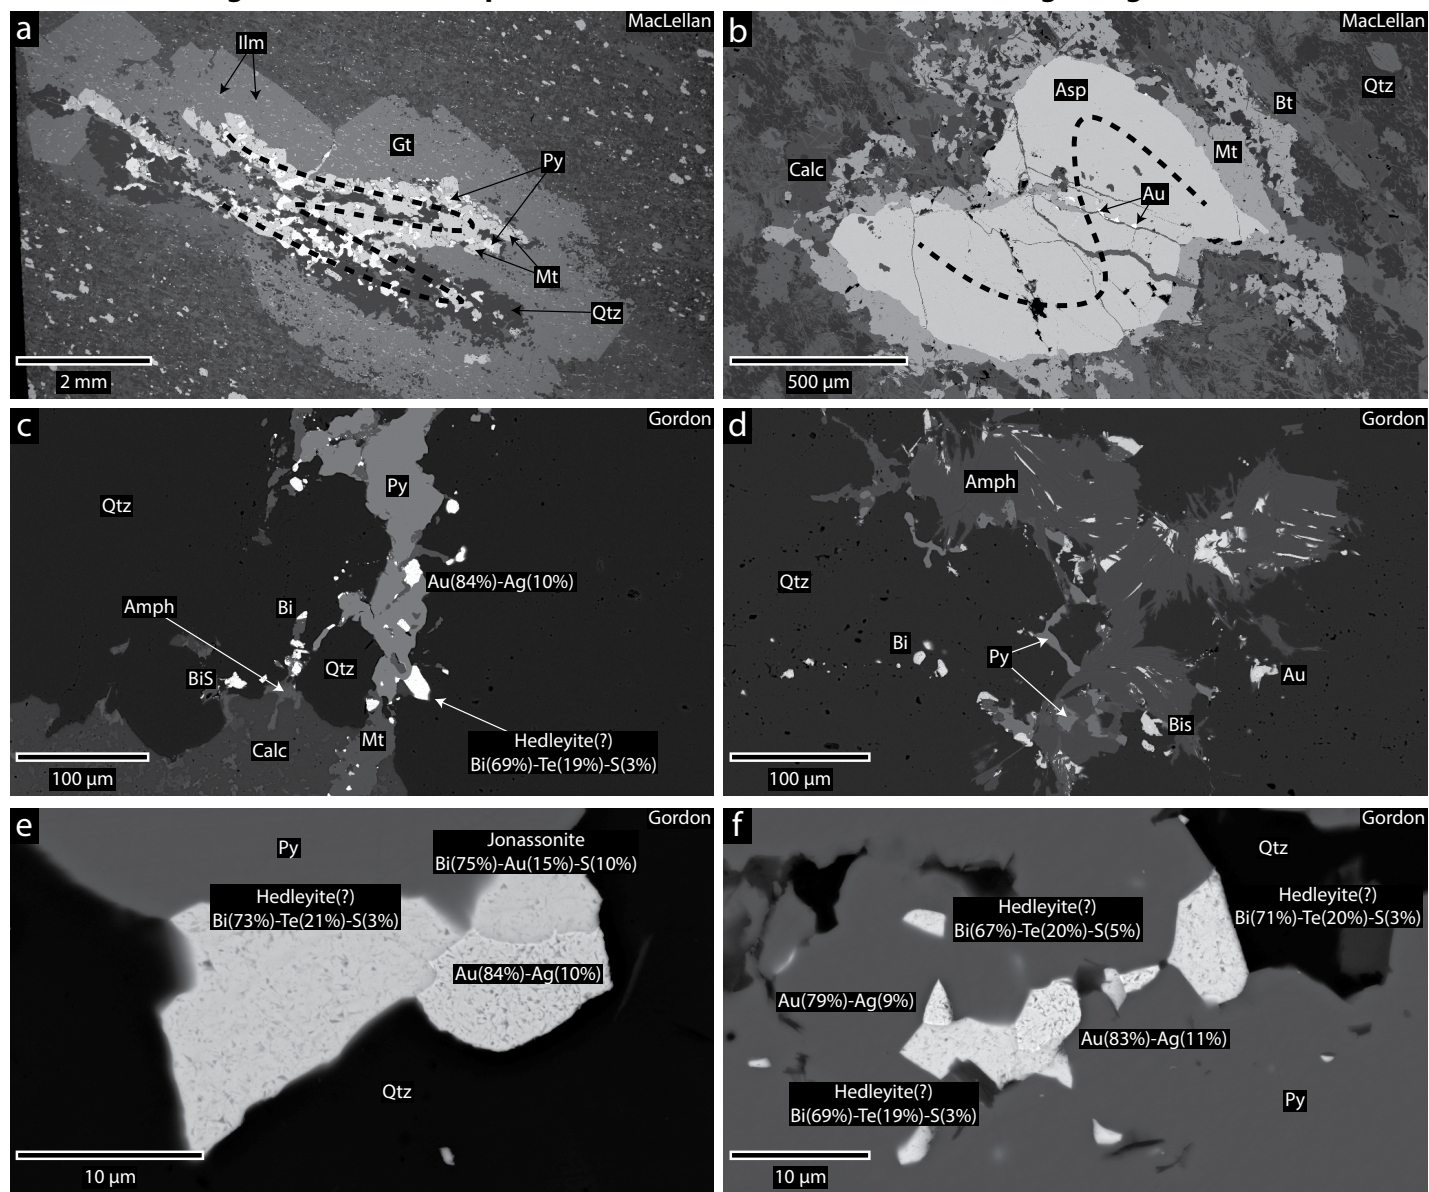 a
MacLellan
Ilm
Gt
Py
Mt
Qtz
2 mm
b
MacLellan
Asp
Qtz
Bt
Mt
Calc
Au
500 µm
c
Gordon
Qtz
Py
Au(84%)-Ag(10%)
Amph
Bi
BiS
Qtz
Calc
Mt
Hedleyite(?)
Bi(69%)-Te(19%)-S(3%)
100 µm
d
Gordon
Amph
Qtz
Bi
Py
Au
Bis
100 µm
e
Gordon
Py
Jonassonite
Bi(75%)-Au(15%)-S(10%)
Hedleyite(?)
Bi(73%)-Te(21%)-S(3%)
Au(84%)-Ag(10%)
Qtz
10 µm
f
Gordon
Qtz
Hedleyite(?)
Bi(67%)-Te(20%)-S(5%)
Hedleyite(?)
Bi(71%)-Te(20%)-S(3%)
Au(79%)-Ag(9%)
Au(83%)-Ag(11%)
Hedleyite(?)
Bi(69%)-Te(19%)-S(3%)
Py
10 µm